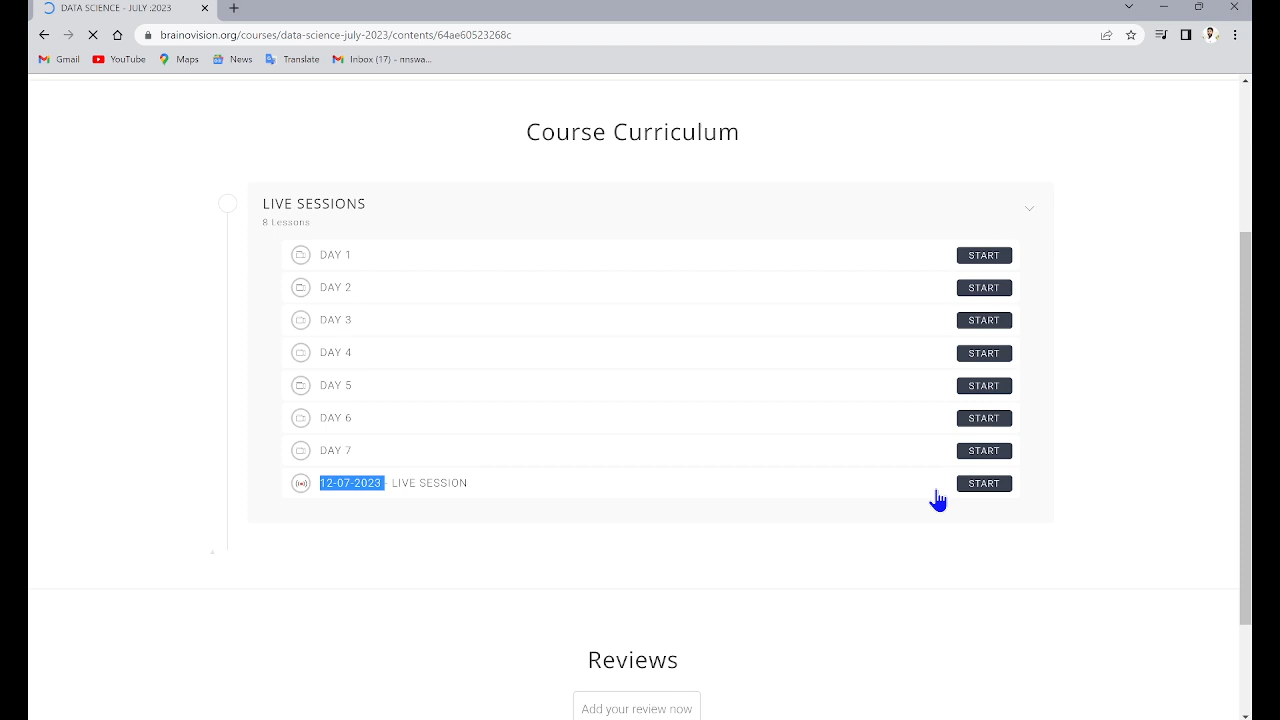 DATA SCIENCE - JULY :2023
brainovision.org/courses/data-science-july-2023/contents/64ae60523268c
Gmail YouTube Maps News Translate Inbox (17) - nnswa...
Course Curriculum
LIVE SESSIONS
8 Lessons
DAY 1 START
DAY 2 START
DAY 3 START
DAY 4 START
DAY 5 START
DAY 6 START
DAY 7 START
12-07-2023 - LIVE SESSION START
Reviews
Add your review now